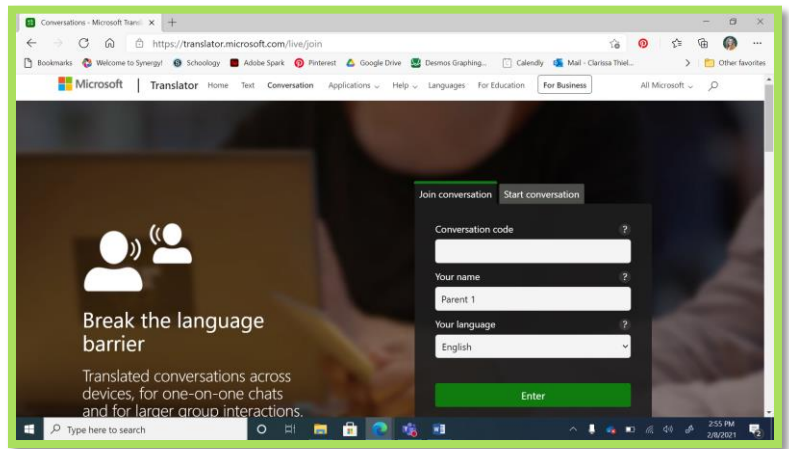 Conversations - Microsoft Transl
https://translator.microsoft.com/live/join
Bookmarks Welcome to Synergy! Schoology Adobe Spark Pinterest Google Drive Desmos Graphing... Calendly Mail - Clarissa Thiel... Other favorites
Microsoft Translator Home Text Conversation Applications Help Languages For Education For Business All Microsoft
Join conversation Start conversation
Conversation code ?
Your name ?
Parent 1
Break the language
barrier
Your language ?
English
Translated conversations across
devices, for one-on-one chats
and for larger group interactions.
Enter
Type here to search
2:55 PM
2/8/2021
2